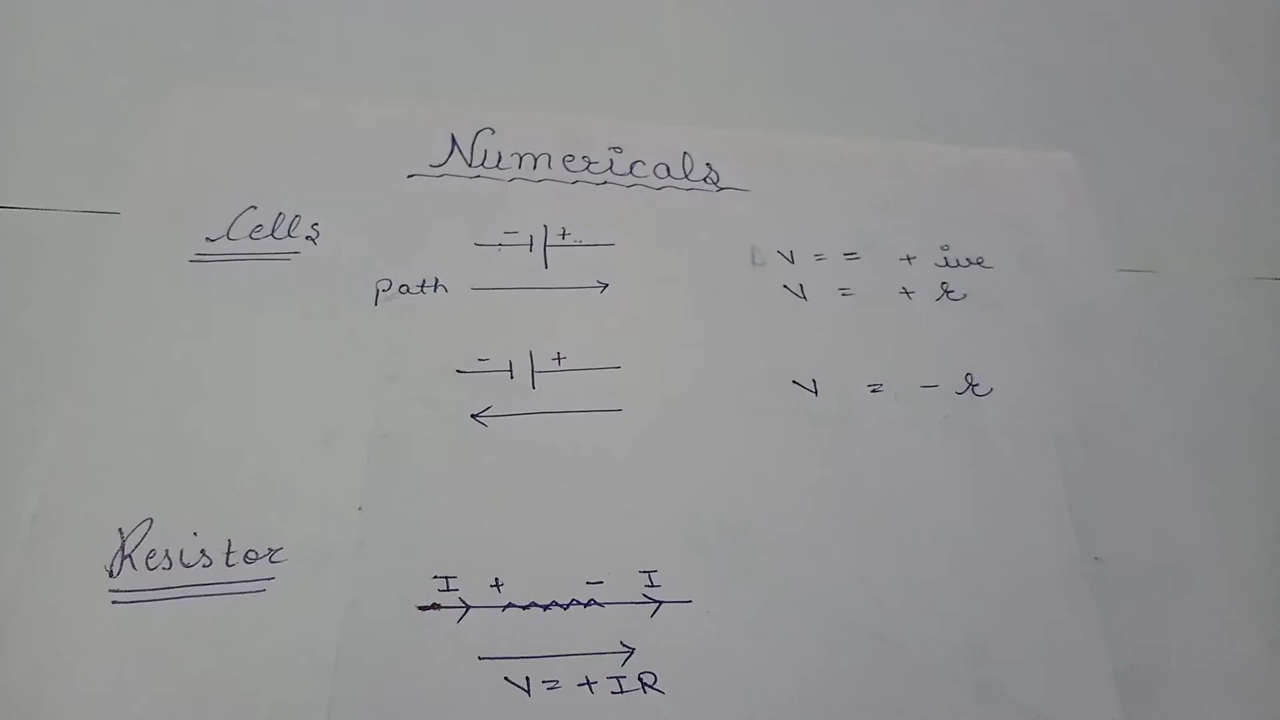 Numericals
Cells
- +
V = = + ive
path
V = + ε
- +
V = - ε
Resistor
I + - I
V = + IR